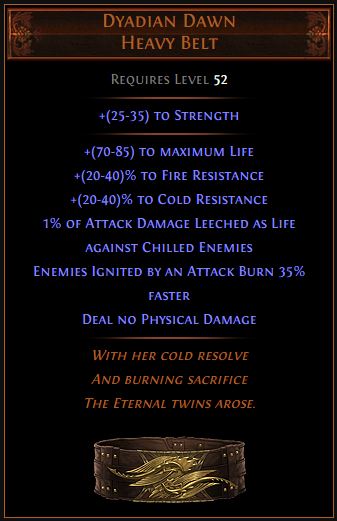 Dyadian Dawn
Heavy Belt
Requires Level 52
+(25-35) to Strength
+(70-85) to maximum Life
+(20-40)% to Fire Resistance
+(20-40)% to Cold Resistance
1% of Attack Damage Leeched as Life
against Chilled Enemies
Enemies Ignited by an Attack Burn 35%
faster
Deal no Physical Damage
With her cold resolve
And burning sacrifice
The Eternal twins arose.